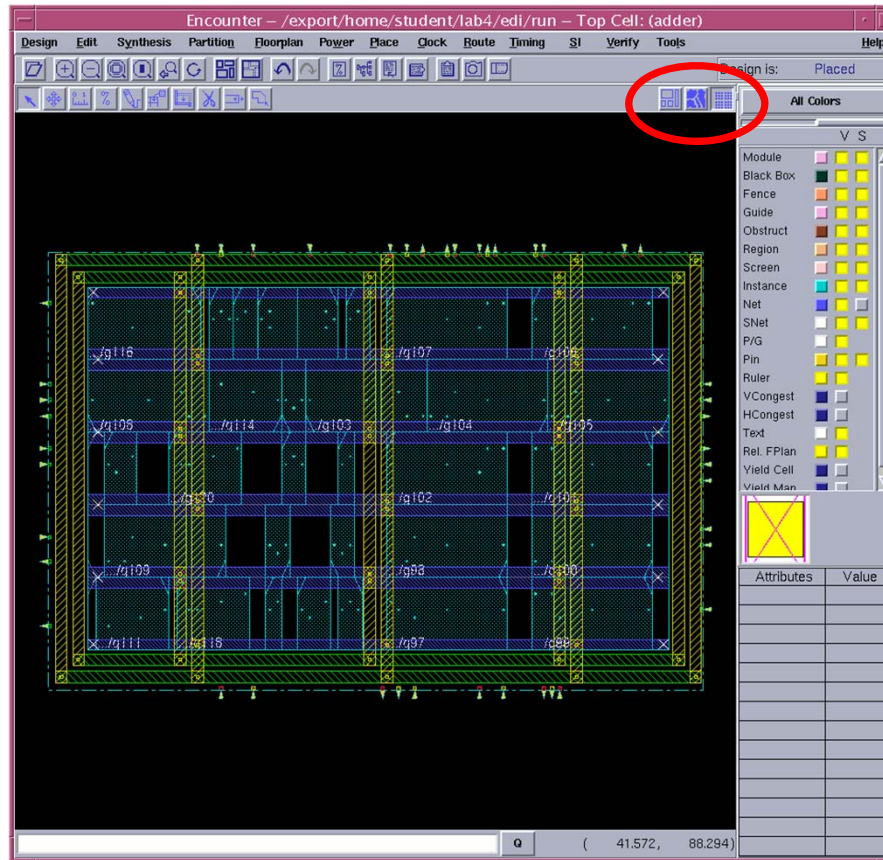 Encounter – /export/home/student/lab4/edi/run – Top Cell: (adder)
Design Edit Synthesis Partition Floorplan Power Place Clock Route Timing SI Verify Tools Help
Design is: Placed
All Colors
V S
Module
Black Box
Fence
Guide
Obstruct
Region
Screen
Instance
Net
SNet
P/G
Pin
Ruler
VCongest
HCongest
Text
Rel. FPlan
Yield Cell
Yield Map
Attributes Value
.../g116 .../g107 /g106
.../g108 .../g114 .../g103 .../g104 .../g105
/g102
.../g109 /g98 .../g100
.../g111 /g97
Q ( 41.572, 88.294)